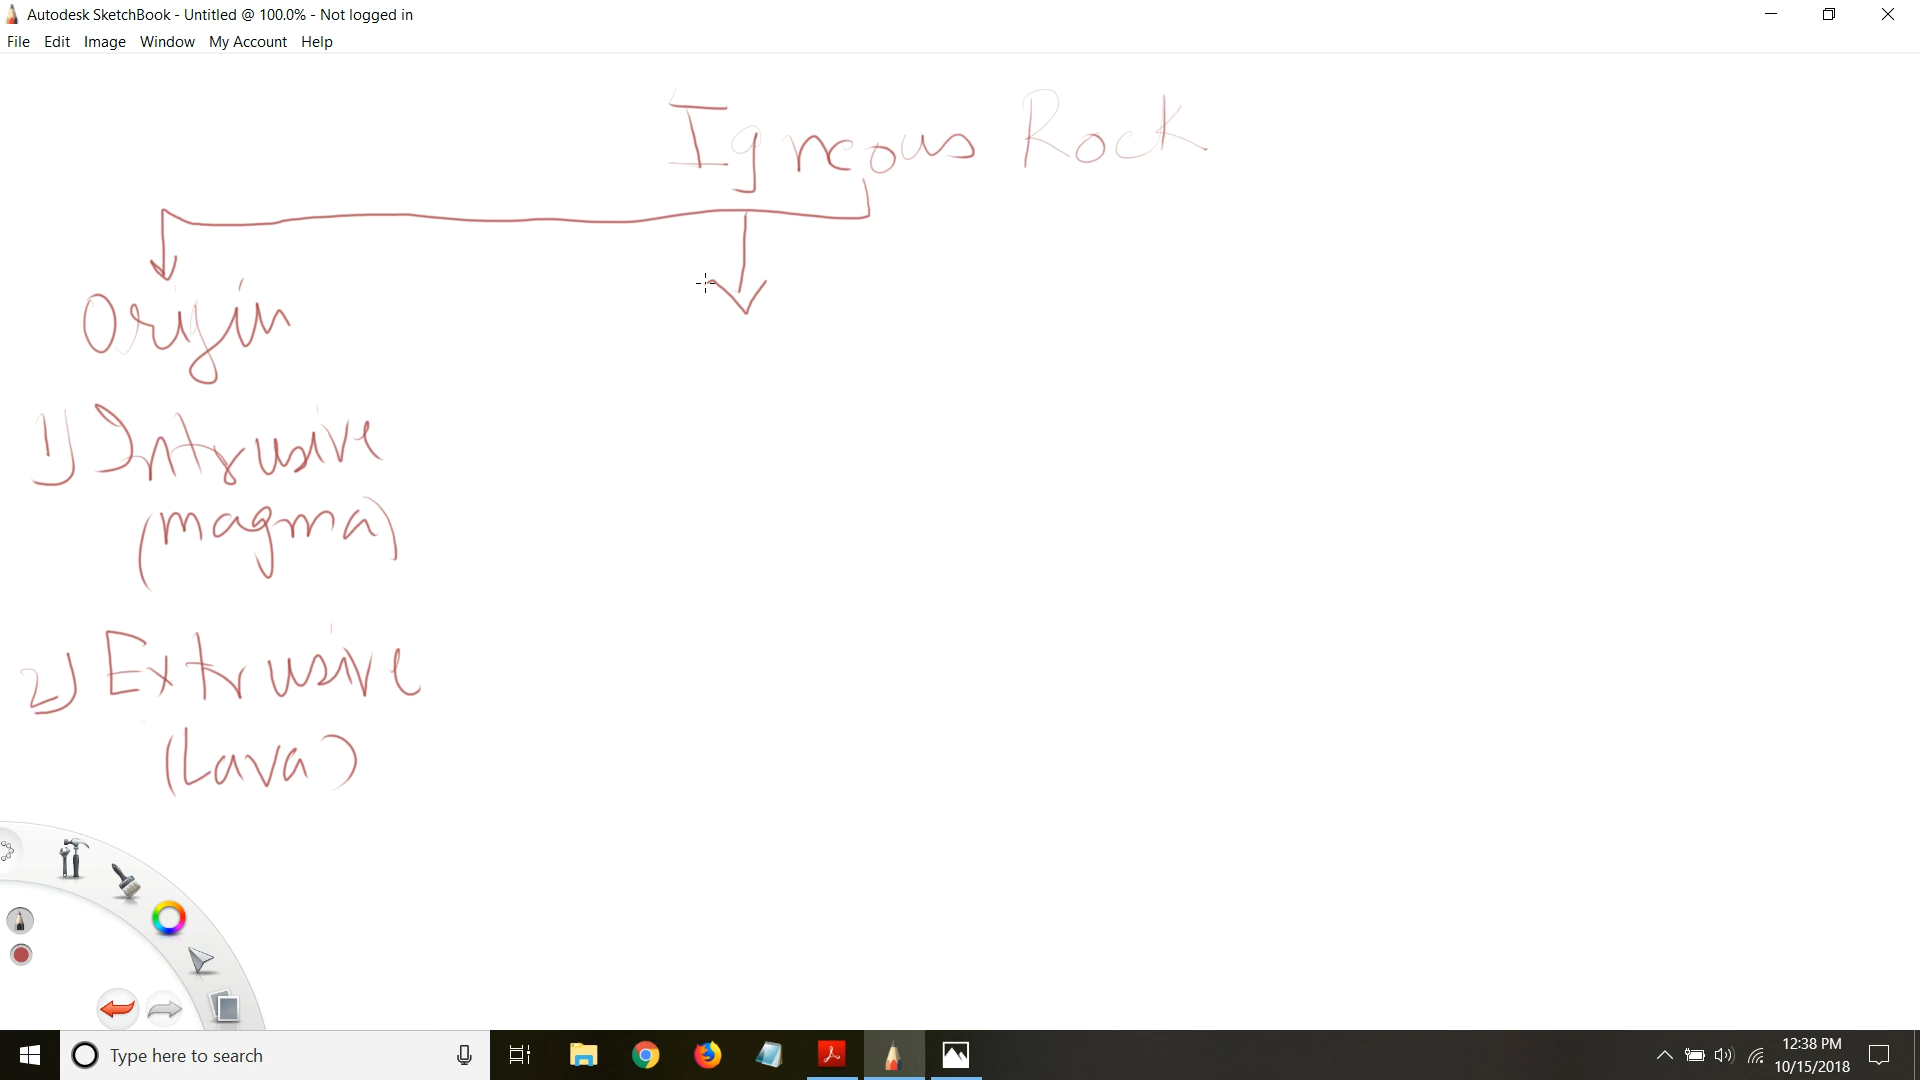 Autodesk SketchBook - Untitled @ 100.0% - Not logged in
File Edit Image Window My Account Help
Igneous Rock
Origin
1) Intrusive
(magma)
2) Extrusive
(Lava)
Type here to search
12:38 PM
10/15/2018